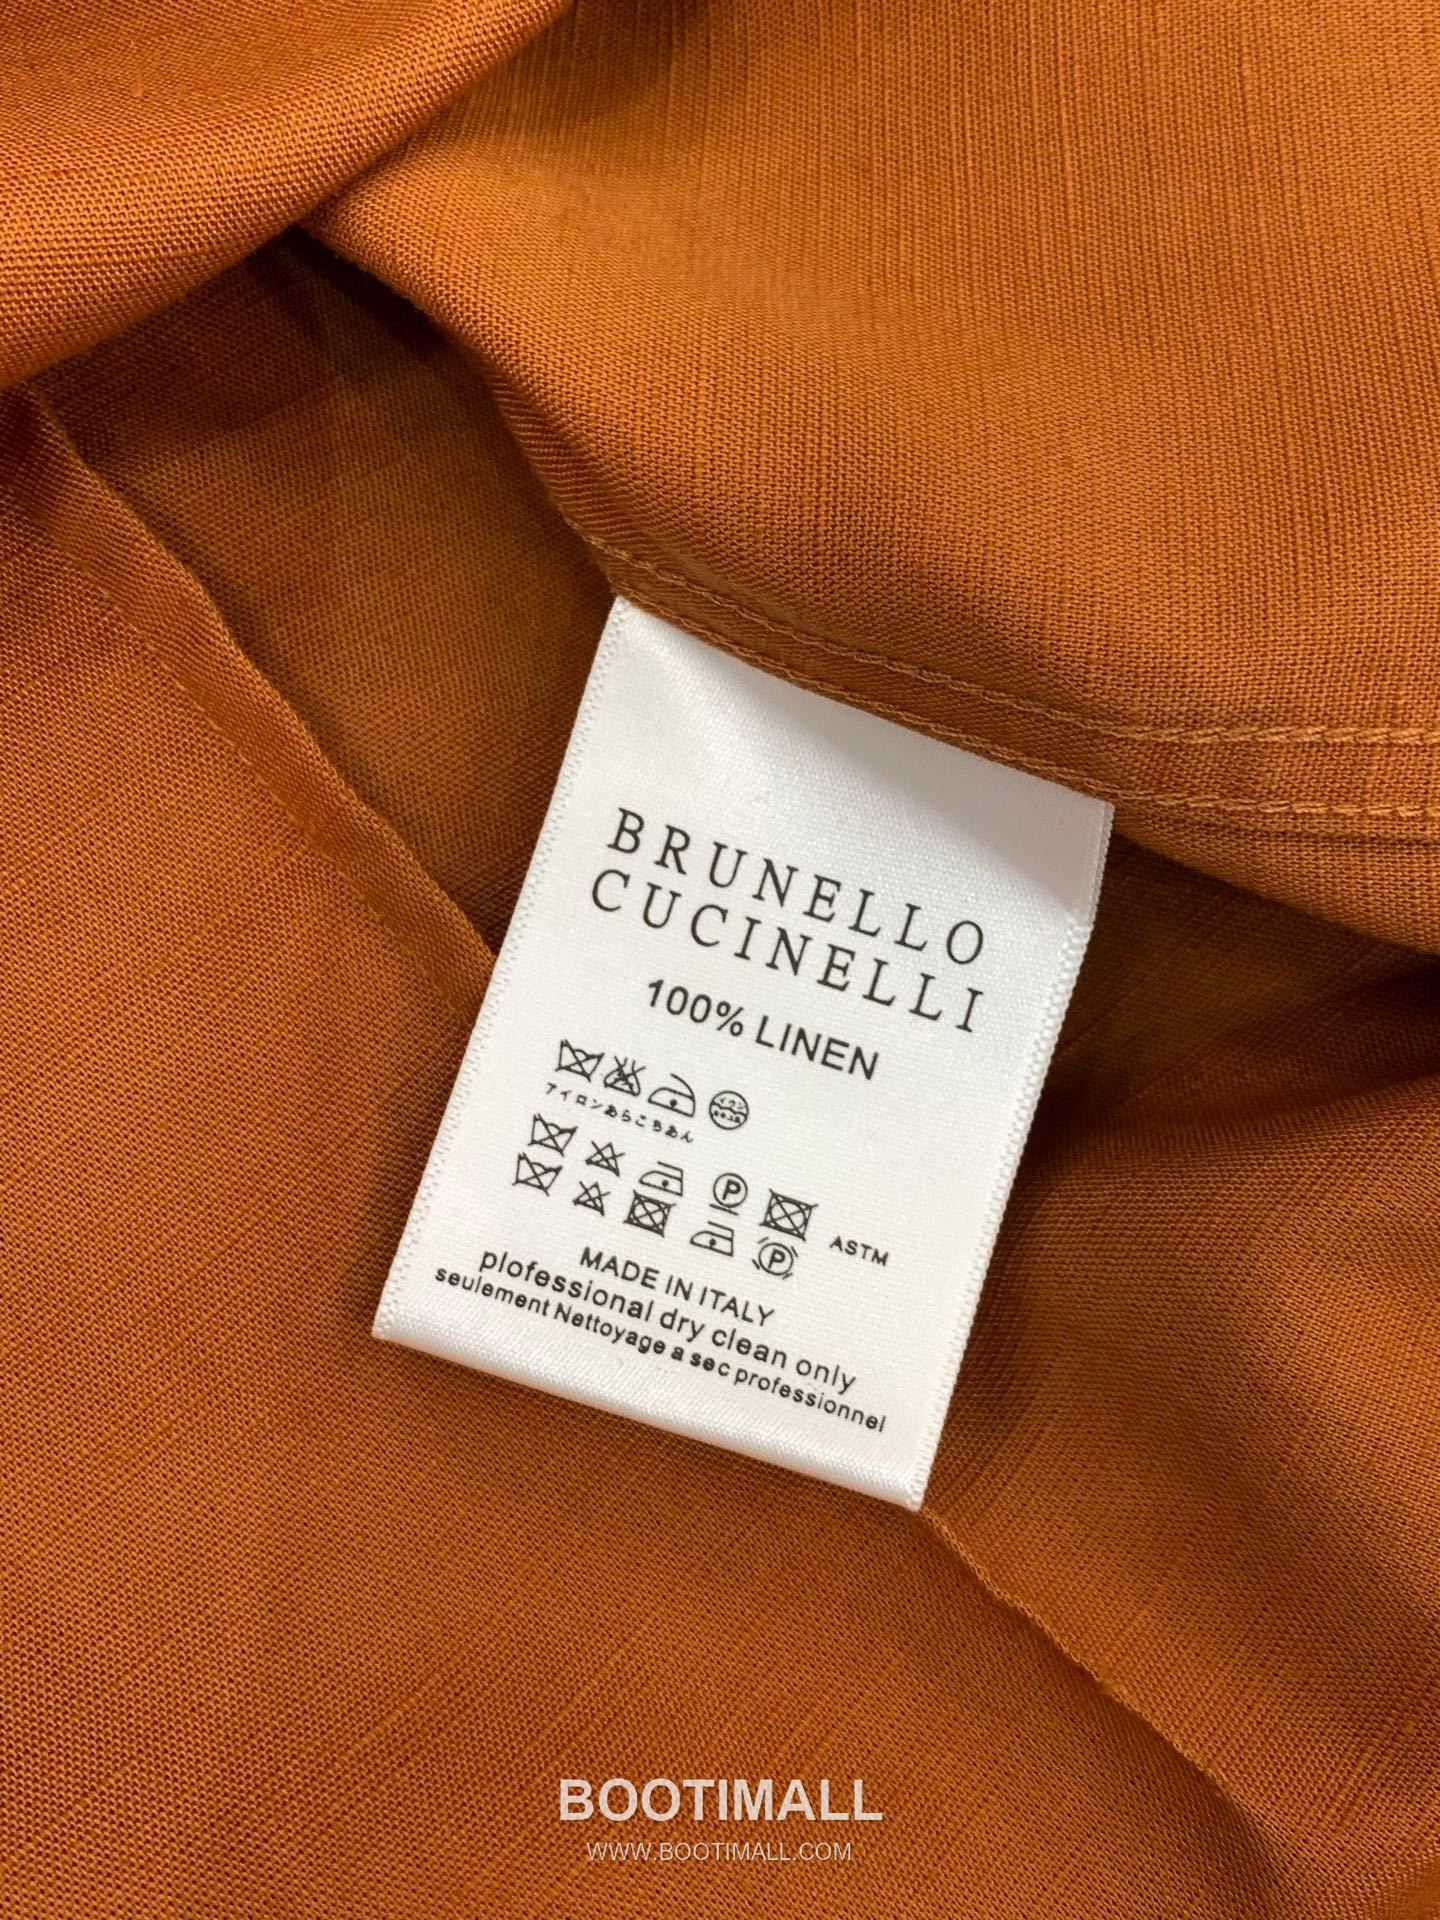 BRUNELLO
CUCINELLI
100% LINEN
アイロンあらころあん
P
ASTM
P
MADE IN ITALY
plofessional dry clean only
seulement Nettoyage a sec professionnel
BOOTIMALL
WWW.BOOTIMALL.COM